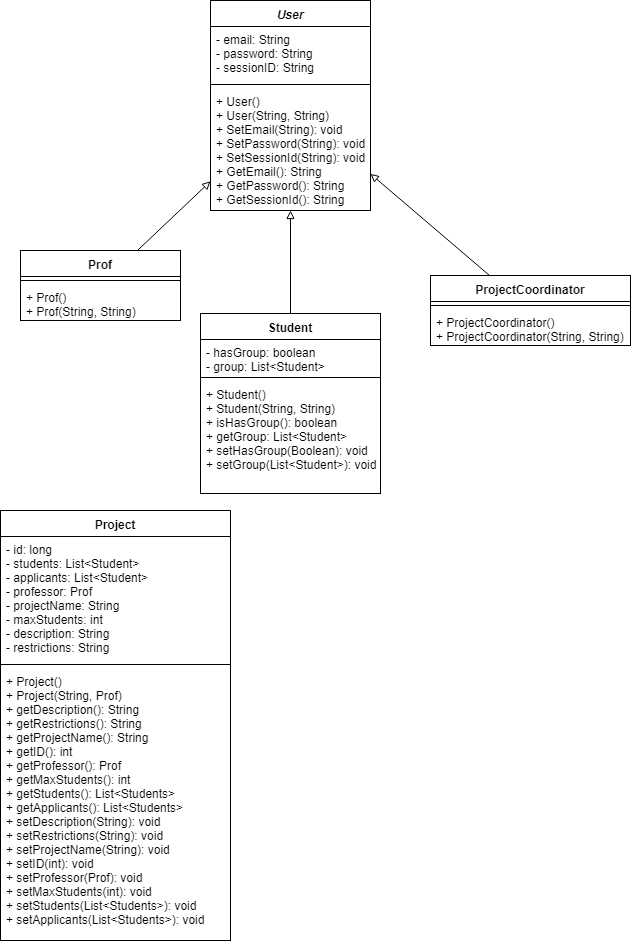 User
- email: String
- password: String
- sessionID: String
+ User()
+ User(String, String)
+ SetEmail(String): void
+ SetPassword(String): void
+ SetSessionId(String): void
+ GetEmail(): String
+ GetPassword(): String
+ GetSessionId(): String
Prof
+ Prof()
+ Prof(String, String)
Student
- hasGroup: boolean
- group: List<Student>
+ Student()
+ Student(String, String)
+ isHasGroup(): boolean
+ getGroup: List<Student>
+ setHasGroup(Boolean): void
+ setGroup(List<Student>): void
ProjectCoordinator
+ ProjectCoordinator()
+ ProjectCoordinator(String, String)
Project
- id: long
- students: List<Student>
- applicants: List<Student>
- professor: Prof
- projectName: String
- maxStudents: int
- description: String
- restrictions: String
+ Project()
+ Project(String, Prof)
+ getDescription(): String
+ getRestrictions(): String
+ getProjectName(): String
+ getID(): int
+ getProfessor(): Prof
+ getMaxStudents(): int
+ getStudents(): List<Students>
+ getApplicants(): List<Students>
+ setDescription(String): void
+ setRestrictions(String): void
+ setProjectName(String): void
+ setID(int): void
+ setProfessor(Prof): void
+ setMaxStudents(int): void
+ setStudents(List<Students>): void
+ setApplicants(List<Students>): void